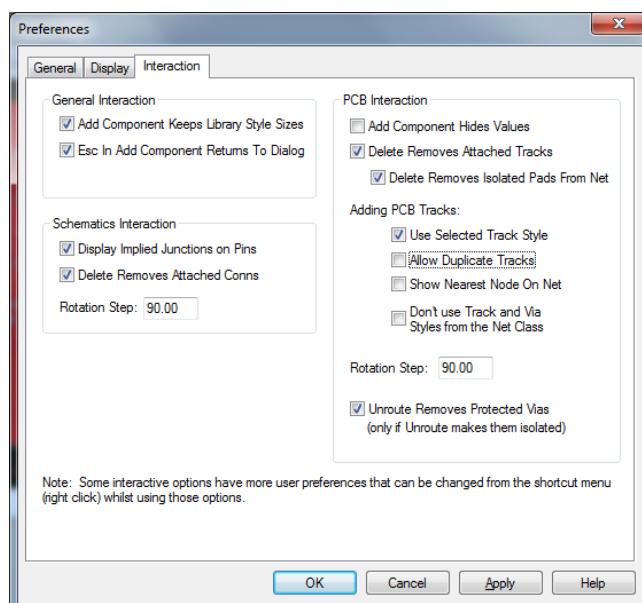 Preferences
General
Display
Interaction
General Interaction
Add Component Keeps Library Style Sizes
Esc In Add Component Returns To Dialog
Schematics Interaction
Display Implied Junctions on Pins
Delete Removes Attached Conns
Rotation Step: 90.00
PCB Interaction
Add Component Hides Values
Delete Removes Attached Tracks
Delete Removes Isolated Pads From Net
Adding PCB Tracks:
Use Selected Track Style
Allow Duplicate Tracks
Show Nearest Node On Net
Don't use Track and Via
Styles from the Net Class
Rotation Step: 90.00
Unroute Removes Protected Vias
(only if Unroute makes them isolated)
Note: Some interactive options have more user preferences that can be changed from the shortcut menu
(right click) whilst using those options.
OK
Cancel
Apply
Help